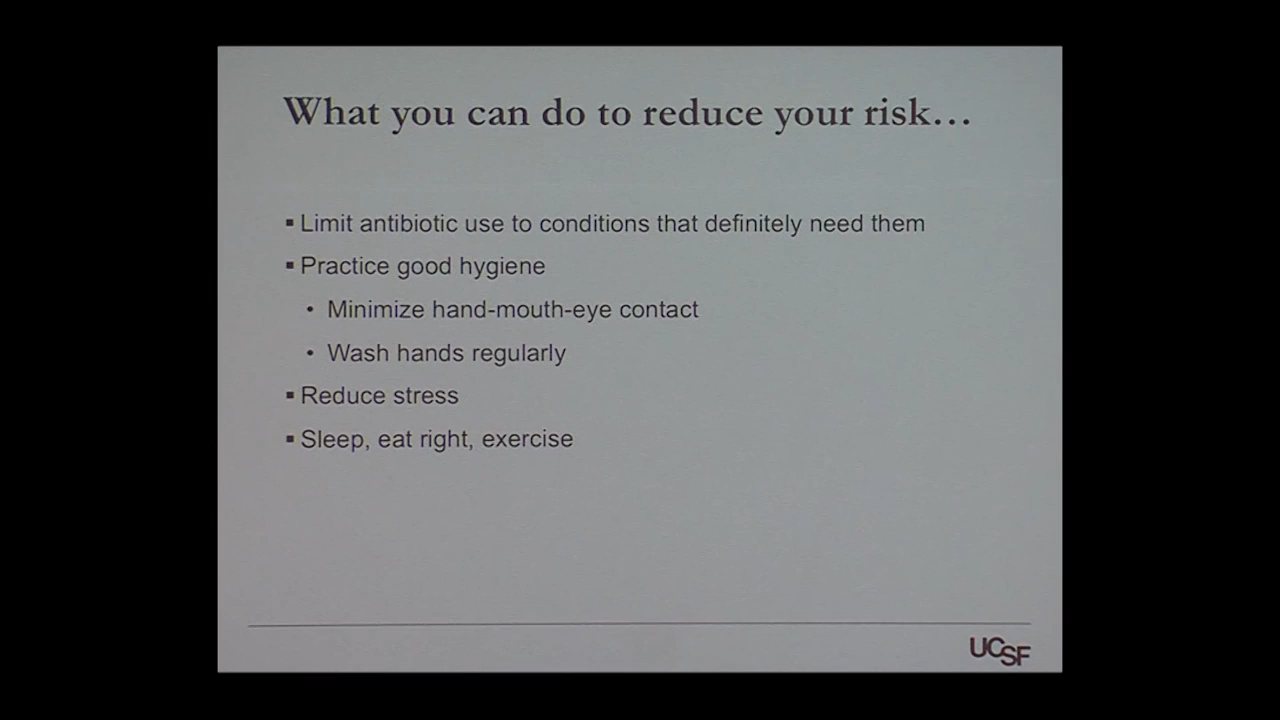 What you can do to reduce your risk...
▪ Limit antibiotic use to conditions that definitely need them
▪ Practice good hygiene
• Minimize hand-mouth-eye contact
• Wash hands regularly
▪ Reduce stress
▪ Sleep, eat right, exercise
UCSF